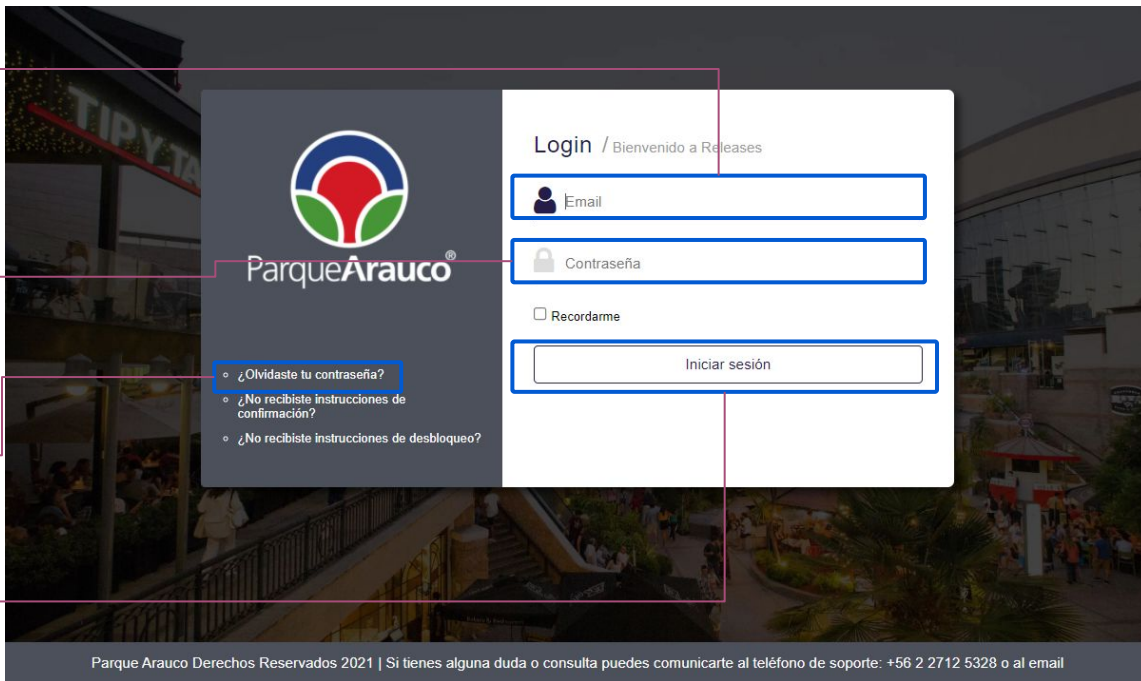 TIP Y TA
ParqueArauco®
¿Olvidaste tu contraseña?
¿No recibiste instrucciones de
confirmación?
¿No recibiste instrucciones de desbloqueo?
Login / Bienvenido a Releases
Email
Contraseña
Recordarme
Iniciar sesión
Parque Arauco Derechos Reservados 2021 | Si tienes alguna duda o consulta puedes comunicarte al teléfono de soporte: +56 2 2712 5328 o al email